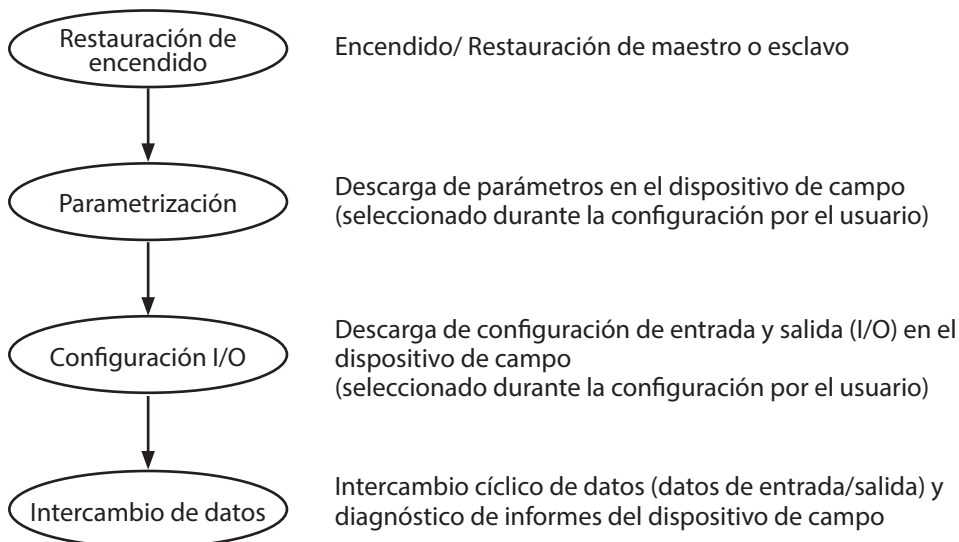 Restauración de
encendido
Encendido/ Restauración de maestro o esclavo
Parametrización
Descarga de parámetros en el dispositivo de campo
(seleccionado durante la configuración por el usuario)
Configuración I/O
Descarga de configuración de entrada y salida (I/O) en el
dispositivo de campo
(seleccionado durante la configuración por el usuario)
Intercambio de datos
Intercambio cíclico de datos (datos de entrada/salida) y
diagnóstico de informes del dispositivo de campo